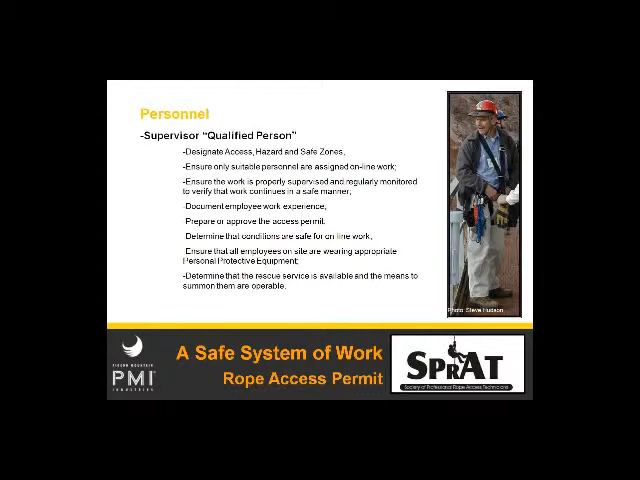 Personnel
-Supervisor “Qualified Person”
-Designate Access, Hazard and Safe Zones,
-Ensure only suitable personnel are assigned on-line work;
-Ensure the work is properly supervised and regularly monitored
to verify that work continues in a safe manner;
-Document employee work experience;
Prepare or approve the access permit.
Determine that conditions are safe for on line work,
Ensure that all employees on site are wearing appropriate
Personal Protective Equipment;
-Determine that the rescue service is available and the means to
summon them are operable.
Photo: Steve Hudson
A Safe System of Work
Rope Access Permit
PIGEON MOUNTAIN
PMI
INDUSTRIES
SPRAT
Society of Professional Rope Access Technicians